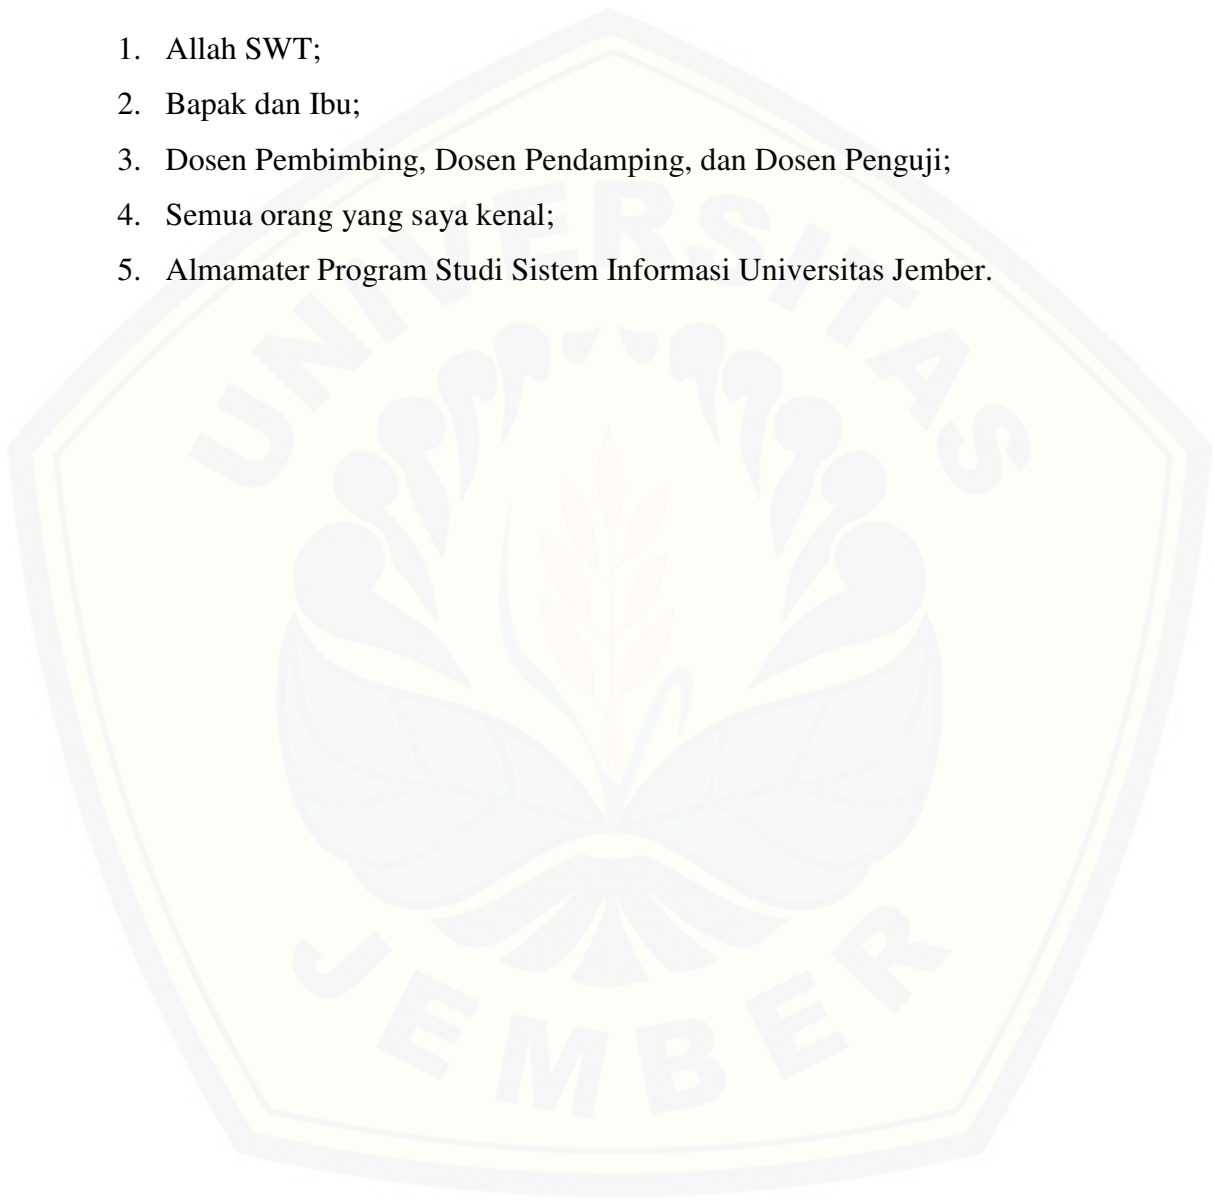 1. Allah SWT;
2. Bapak dan Ibu;
3. Dosen Pembimbing, Dosen Pendamping, dan Dosen Penguji;
4. Semua orang yang saya kenal;
5. Almamater Program Studi Sistem Informasi Universitas Jember.
UNIVERSITAS
JEMBER